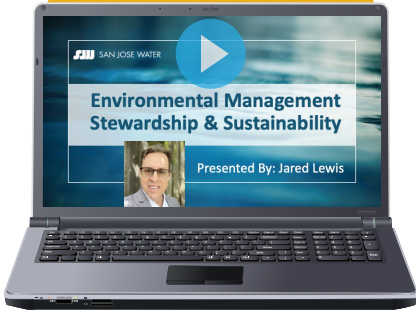 SJW SAN JOSE WATER
Environmental Management
Stewardship & Sustainability
Presented By: Jared Lewis